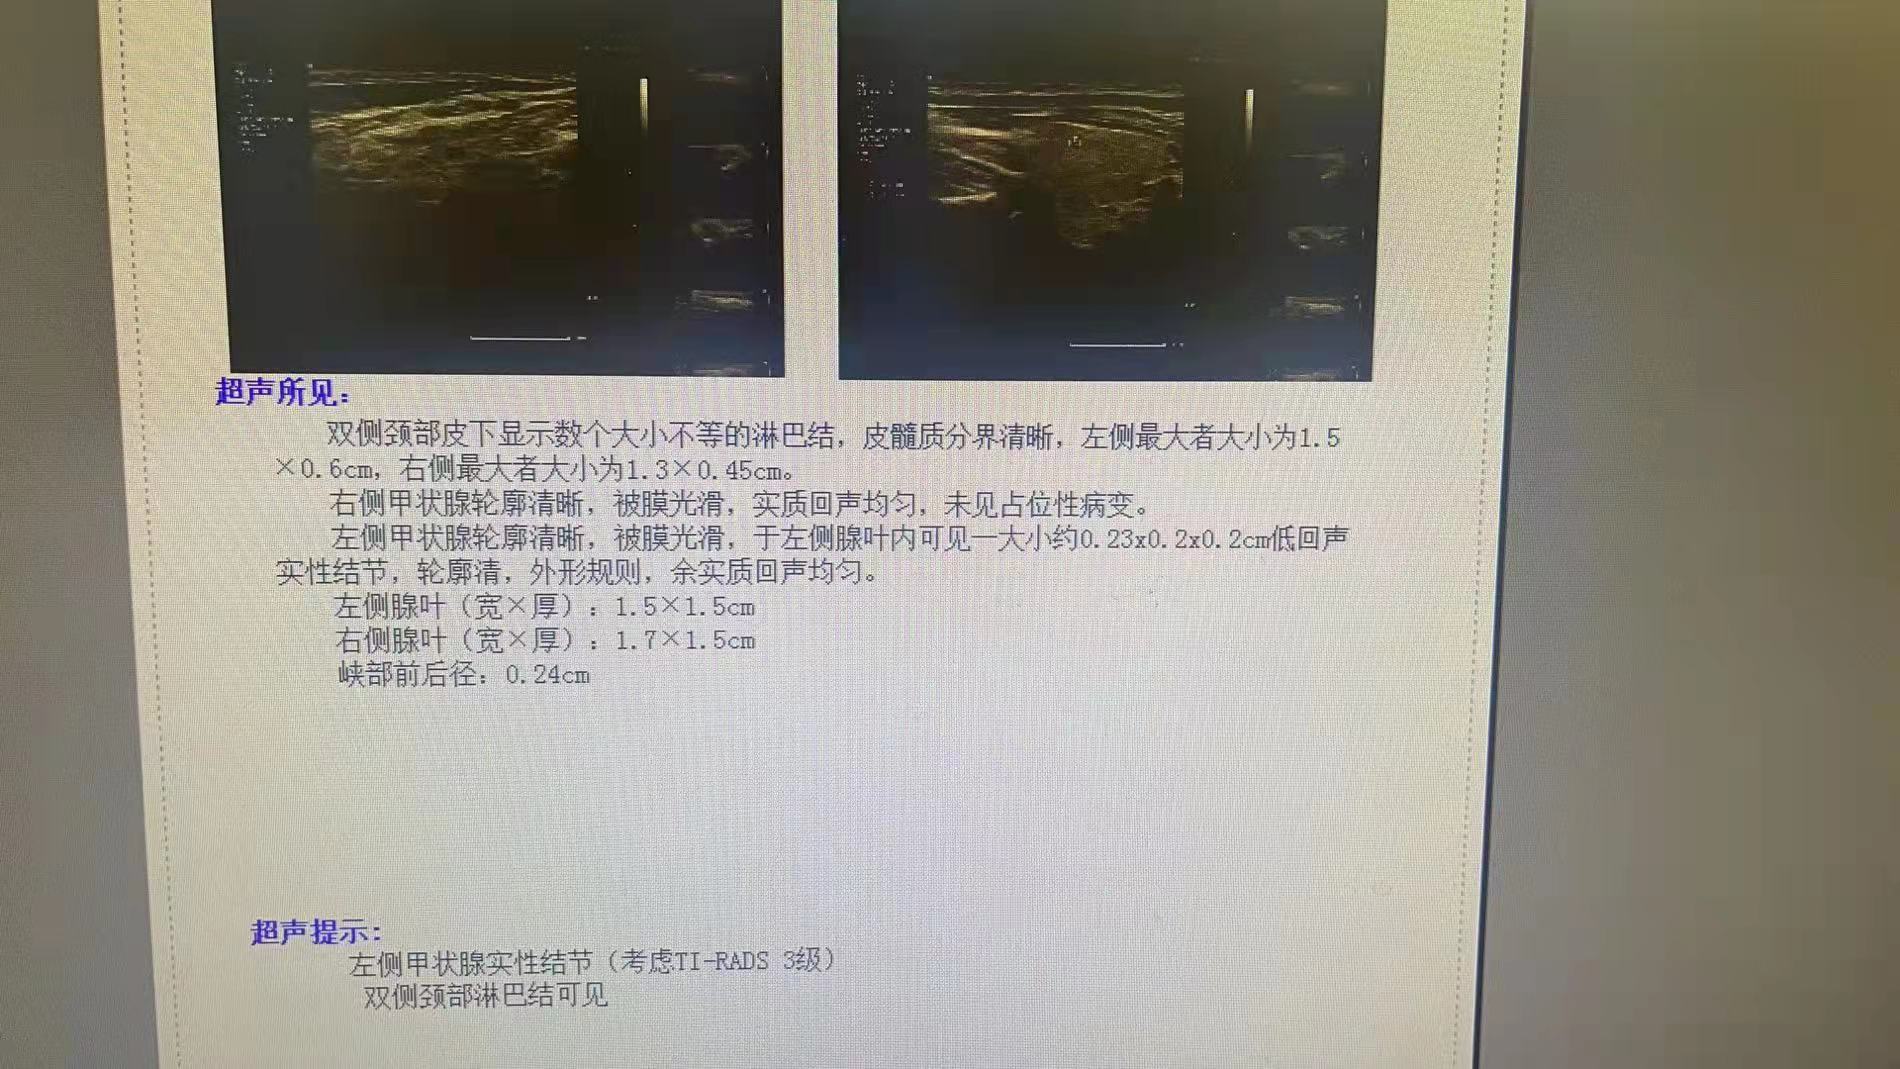 超声所见：
双侧颈部皮下显示数个大小不等的淋巴结，皮髓质分界清晰，左侧最大者大小为1.5
×0.6cm，右侧最大者大小为1.3×0.45cm。
右侧甲状腺轮廓清晰，被膜光滑，实质回声均匀，未见占位性病变。
左侧甲状腺轮廓清晰，被膜光滑，于左侧腺叶内可见一大小约0.23x0.2x0.2cm低回声
实性结节，轮廓清，外形规则，余实质回声均匀。
左侧腺叶（宽×厚）：1.5×1.5cm
右侧腺叶（宽×厚）：1.7×1.5cm
峡部前后径：0.24cm
超声提示:
左侧甲状腺实性结节（考虑TI-RADS 3级）
双侧颈部淋巴结可见